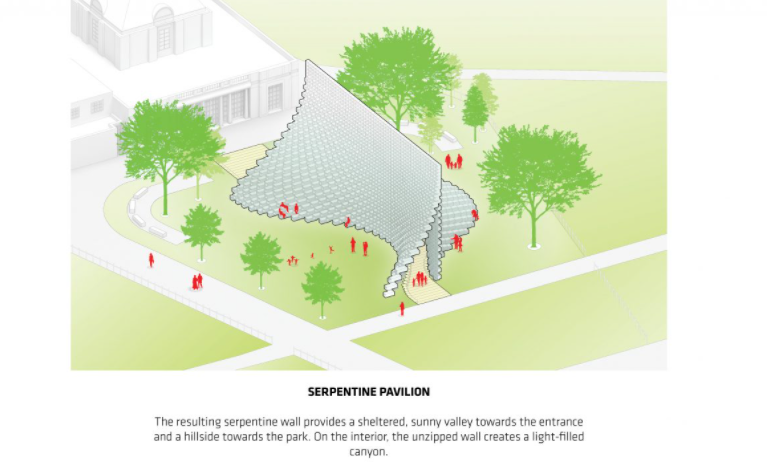 SERPENTINE PAVILION
The resulting serpentine wall provides a sheltered, sunny valley towards the entrance
and a hillside towards the park. On the interior, the unzipped wall creates a light-filled
canyon.